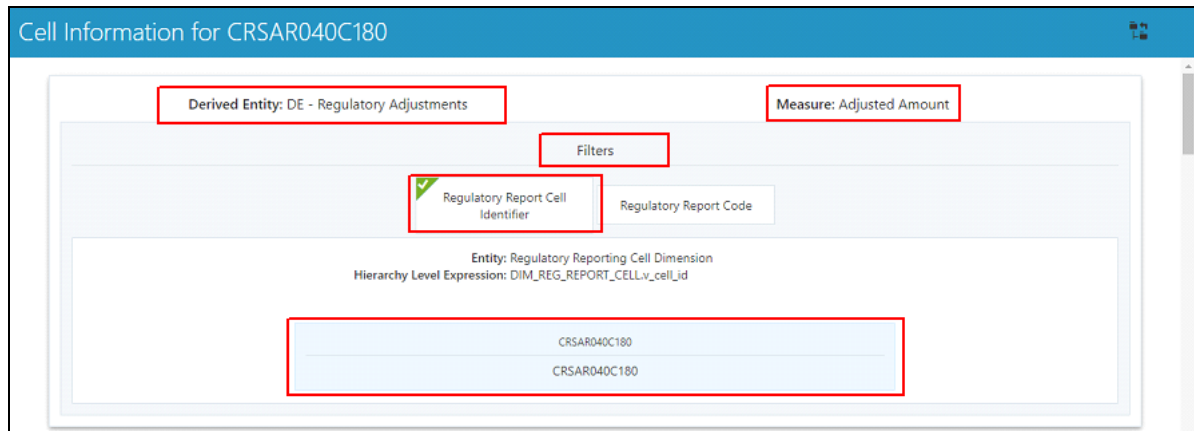 Cell Information for CRSAR040C180
Derived Entity: DE - Regulatory Adjustments
Measure: Adjusted Amount
Filters
Regulatory Report Cell
Identifier
Regulatory Report Code
Entity: Regulatory Reporting Cell Dimension
Hierarchy Level Expression: DIM_REG_REPORT_CELL.v_cell_id
CRSAR040C180
CRSAR040C180